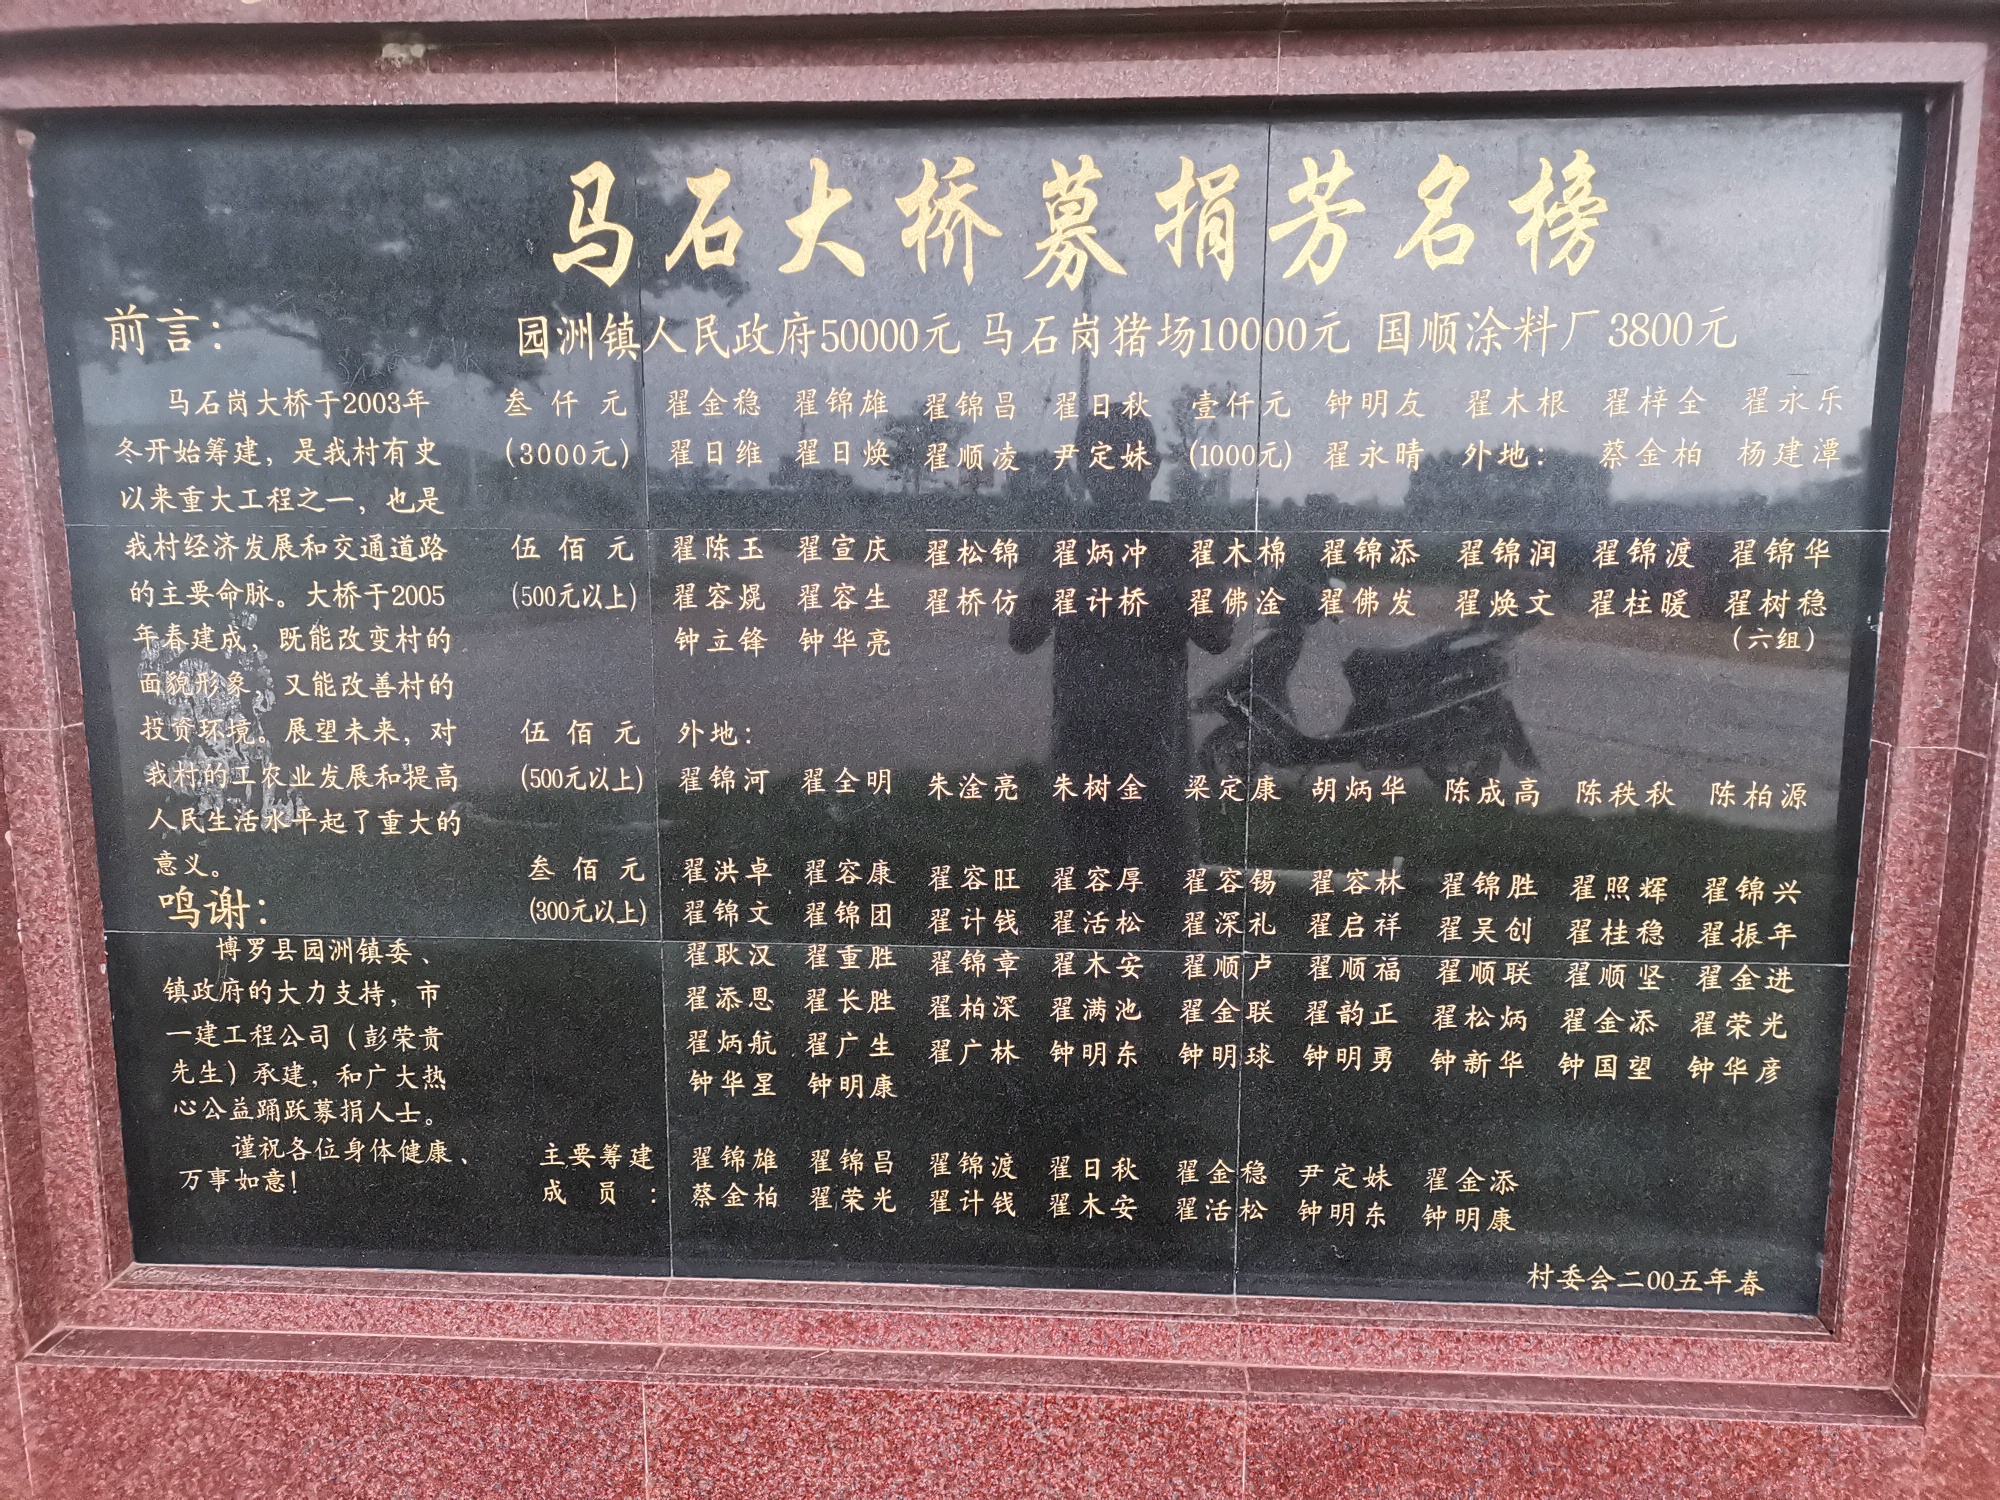 马石大桥募捐芳名榜
园洲镇人民政府50000元 马石岗猪场10000元 国顺涂料厂3800元
前言：
马石岗大桥于2003年
冬开始筹建，是我村有史
以来重大工程之一，也是
我村经济发展和交通道路
的主要命脉。大桥于2005
年春建成，既能改变村的
面貌形象，又能改善村的
投资环境。展望未来，对
我村的工农业发展和提高
人民生活水平起了重大的
意义。
鸣谢：
博罗县园洲镇委、
镇政府的大力支持，市
一建工程公司（彭荣贵
先生）承建，和广大热
心公益踊跃募捐人士。
谨祝各位身体健康、
万事如意！
叁仟元 翟金稳 翟锦雄 翟锦昌 翟日秋 壹仟元 钟明友 翟木根 翟梓全 翟永乐
(3000元) 翟日维 翟日焕 翟顺凌 尹定妹 (1000元) 翟永晴 外地： 蔡金柏 杨建潭
伍佰元 翟陈玉 翟宣庆 翟松锦 翟炳冲 翟木棉 翟锦添 翟锦润 翟锦渡 翟锦华
(500元以上) 翟容焜 翟容生 翟桥仿 翟计桥 翟佛淦 翟佛发 翟焕文 翟柱暖 翟树稳
钟立锋 钟华亮 (六组)
伍佰元 外地：
(500元以上) 翟锦河 翟全明 朱淦亮 朱树金 梁定康 胡炳华 陈成高 陈秩秋 陈柏源
叁佰元 翟洪卓 翟容康 翟容旺 翟容厚 翟容锡 翟容林 翟锦胜 翟照辉 翟锦兴
(300元以上) 翟锦文 翟锦团 翟计钱 翟活松 翟深礼 翟启祥 翟吴创 翟桂稳 翟振年
翟耿汉 翟重胜 翟锦章 翟木安 翟顺卢 翟顺福 翟顺联 翟顺坚 翟金进
翟添恩 翟长胜 翟柏深 翟满池 翟金联 翟韵正 翟松炳 翟金添 翟荣光
翟炳航 翟广生 翟广林 钟明东 钟明球 钟明勇 钟新华 钟国望 钟华彦
钟华星 钟明康
主要筹建 翟锦雄 翟锦昌 翟锦渡 翟日秋 翟金稳 尹定妹 翟金添
成员： 蔡金柏 翟荣光 翟计钱 翟木安 翟活松 钟明东 钟明康
村委会二00五年春